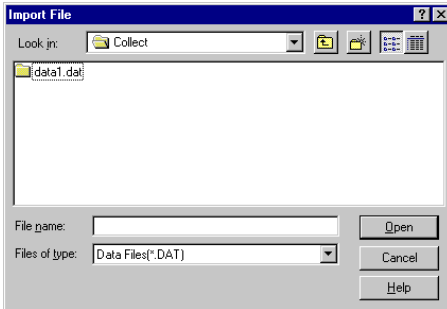 Import File
Look in: Collect
data1.dat
File name:
Open
Files of type: Data Files(*.DAT)
Cancel
Help